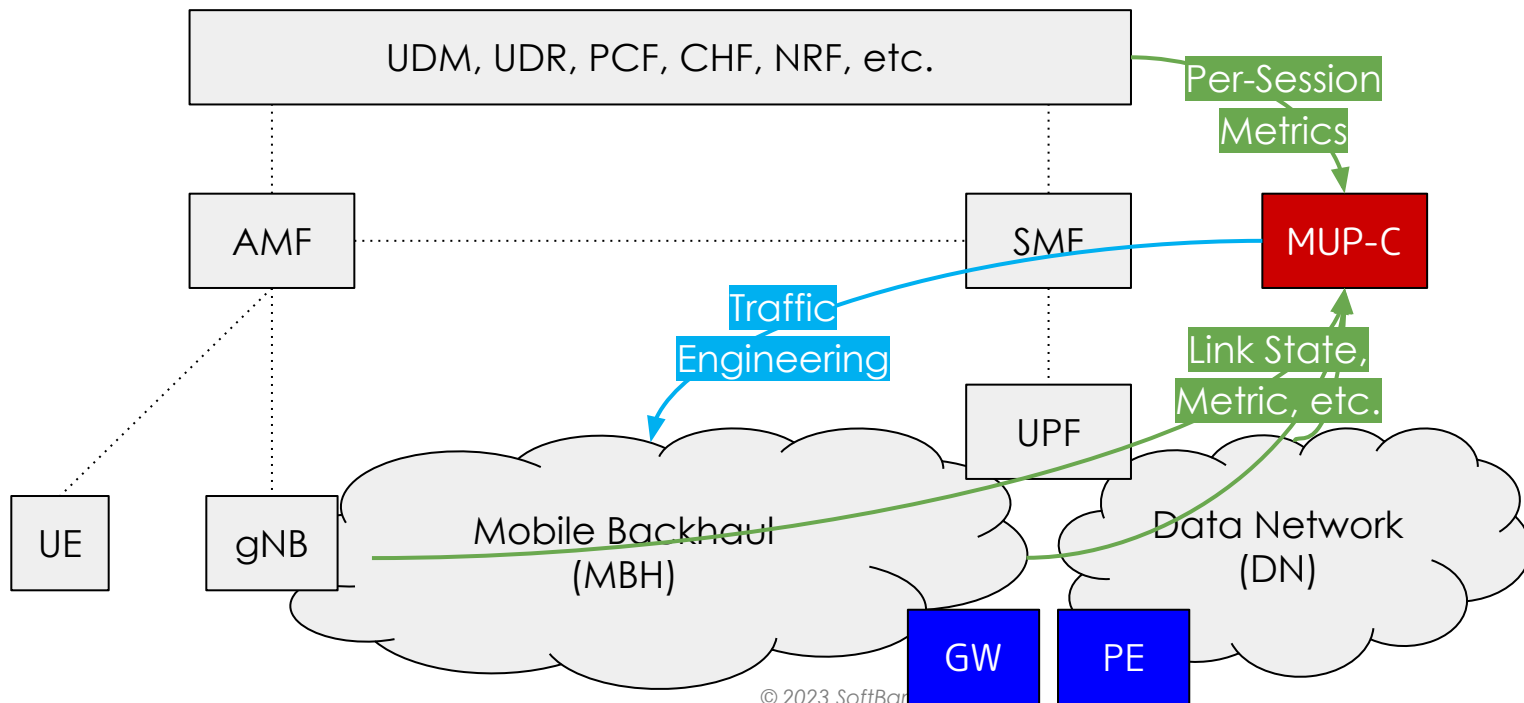 UDM, UDR, PCF, CHF, NRF, etc.
Per-Session
Metrics
AMF
SMF
MUP-C
Traffic
Engineering
Link State,
Metric, etc.
UPF
UE
gNB
Mobile Backhaul
(MBH)
Data Network
(DN)
GW
PE
© 2023